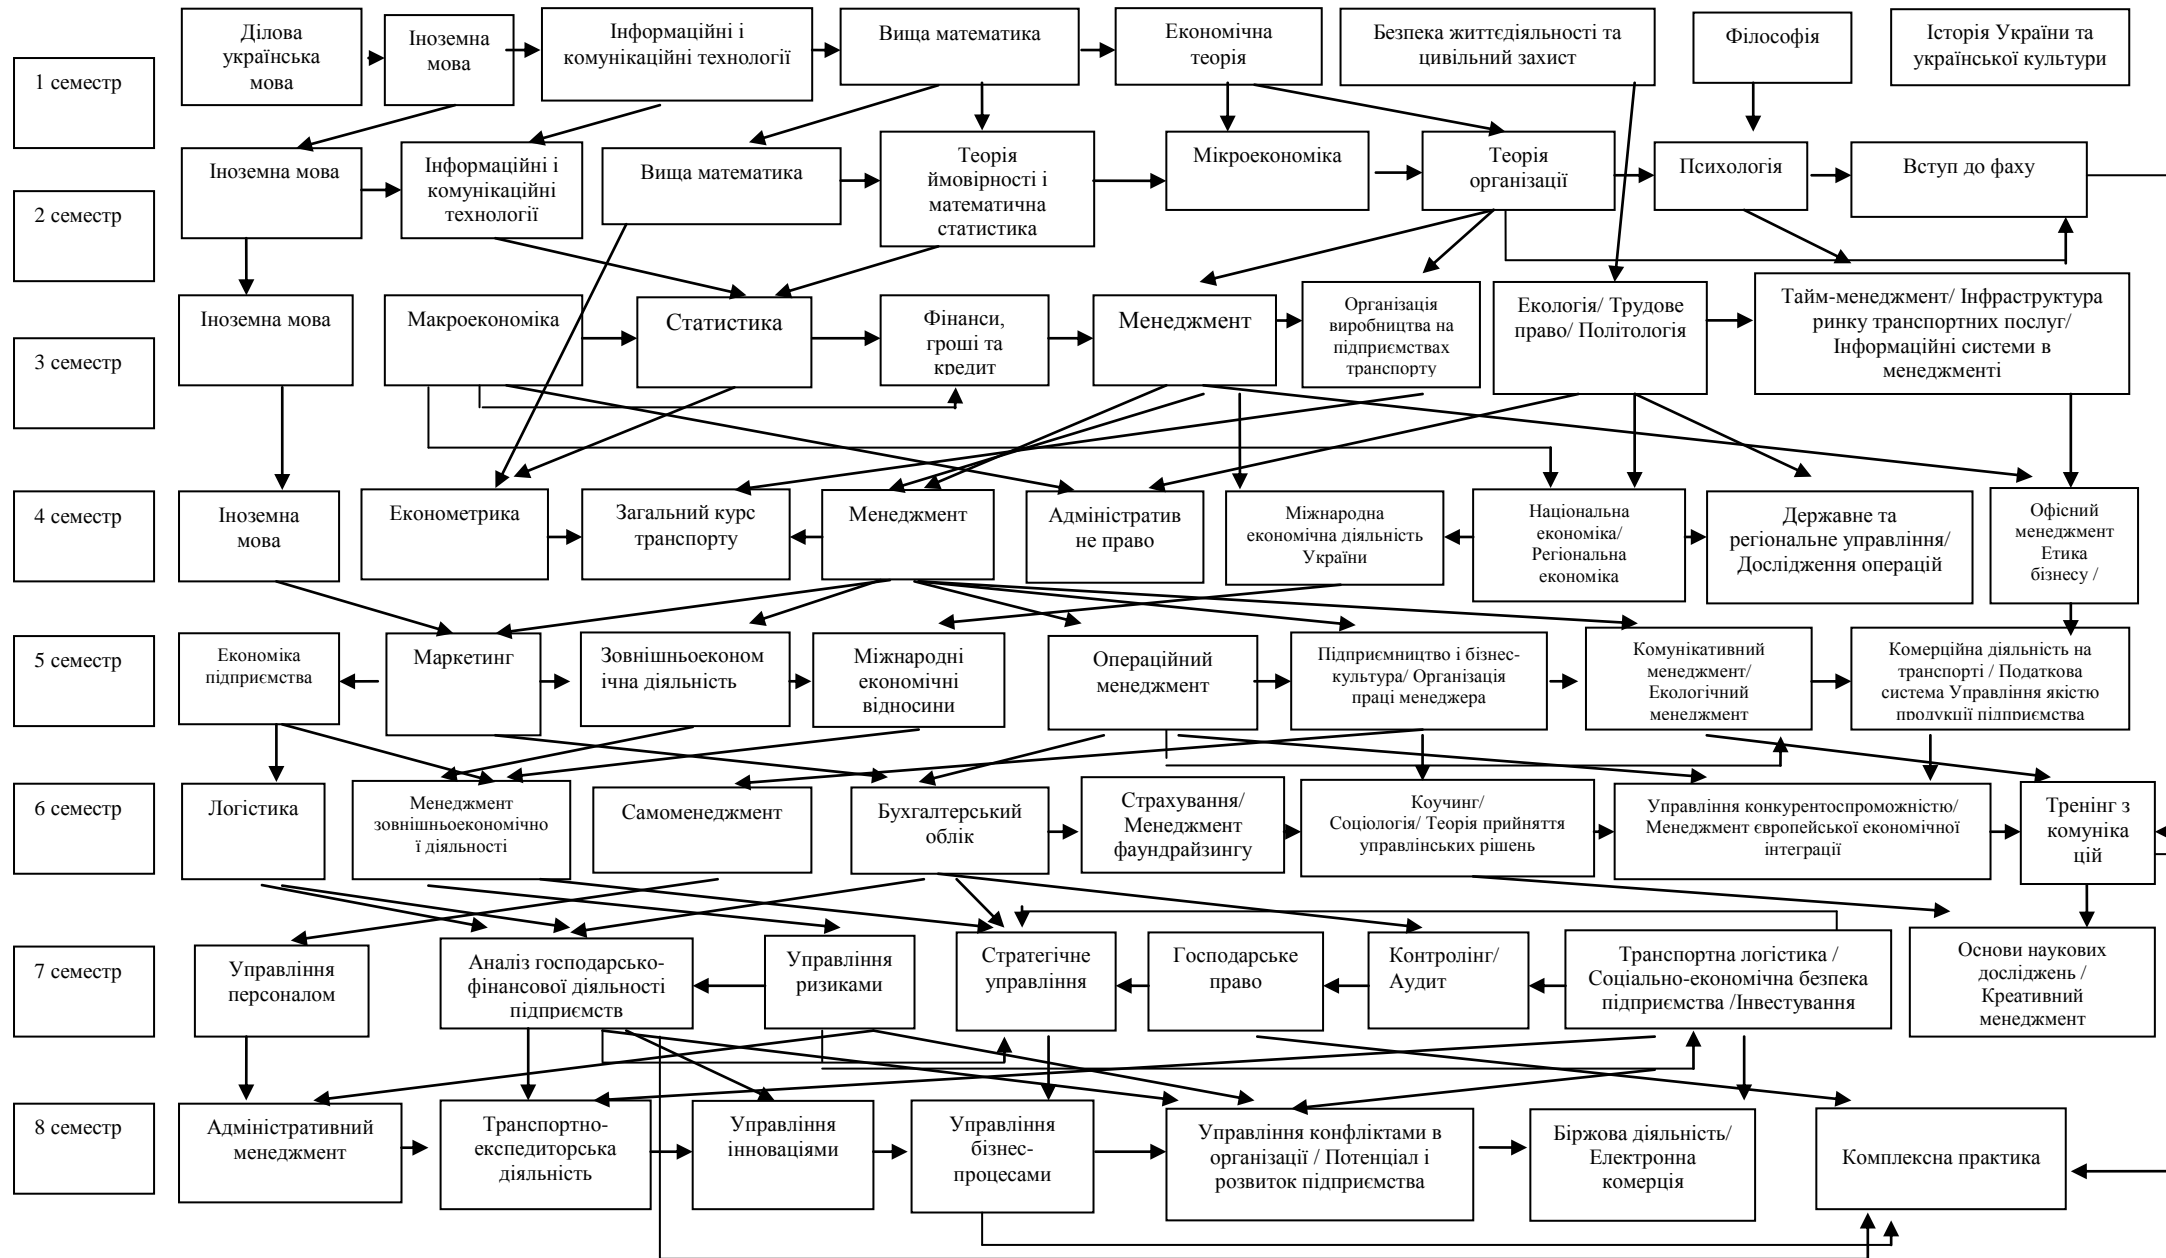 1 семестр
Ділова
українська
мова
Іноземна
мова
Інформаційні і
комунікаційні технології
Вища математика
Економічна
теорія
Безпека життєдіяльності та
цивільний захист
Філософія
Історія України та
української культури
2 семестр
Іноземна мова
Інформаційні і
комунікаційні
технології
Вища математика
Теорія
ймовірності і
математична
статистика
Мікроекономіка
Теорія
організації
Психологія
Вступ до фаху
3 семестр
Іноземна мова
Макроекономіка
Статистика
Фінанси,
гроші та
кредит
Менеджмент
Організація
виробництва на
підприємствах
транспорту
Екологія/ Трудове
право/ Політологія
Тайм-менеджмент/ Інфраструктура
ринку транспортних послуг/
Інформаційні системи в
менеджменті
4 семестр
Іноземна
мова
Економетрика
Загальний курс
транспорту
Менеджмент
Адміністратив
не право
Міжнародна
економічна діяльність
України
Національна
економіка/
Регіональна
економіка
Державне та
регіональне управління/
Дослідження операцій
Офісний
менеджмент
Етика
бізнесу /
5 семестр
Економіка
підприємства
Маркетинг
Зовнішньоеконом
ічна діяльність
Міжнародні
економічні
відносини
Операційний
менеджмент
Підприємництво і бізнес-
культура/ Організація
праці менеджера
Комунікативний
менеджмент/
Екологічний
менеджмент
Комерційна діяльність на
транспорті / Податкова
система Управління якістю
продукції підприємства
6 семестр
Логістика
Менеджмент
зовнішньоекономічно
ї діяльності
Самоменеджмент
Бухгалтерський
облік
Страхування/
Менеджмент
фаундрайзингу
Коучинг/
Соціологія/ Теорія прийняття
управлінських рішень
Управління конкурентоспроможністю/
Менеджмент європейської економічної
інтеграції
Тренінг з
комуніка
цій
7 семестр
Управління
персоналом
Аналіз господарсько-
фінансової діяльності
підприємств
Управління
ризиками
Стратегічне
управління
Господарське
право
Контролінг/
Аудит
Транспортна логістика /
Соціально-економічна безпека
підприємства /Інвестування
Основи наукових
досліджень /
Креативний
менеджмент
8 семестр
Адміністративний
менеджмент
Транспортно-
експедиторська
діяльність
Управління
інноваціями
Управління
бізнес-
процесами
Управління конфліктами в
організації / Потенціал і
розвиток підприємства
Біржова діяльність/
Електронна
комерція
Комплексна практика